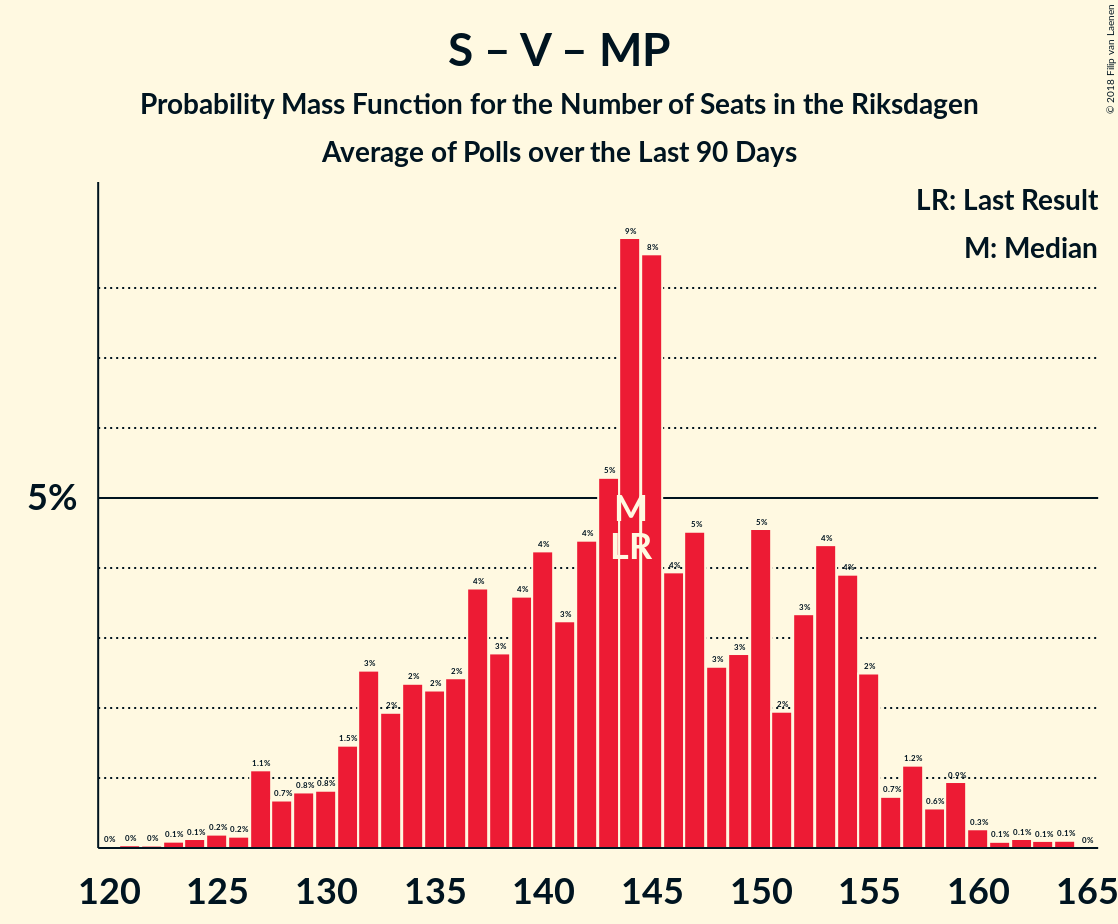 S – V – MP
Probability Mass Function for the Number of Seats in the Riksdagen
Average of Polls over the Last 90 Days
© 2018 Filip van Laenen
LR: Last Result
M: Median
5%
0% 0% 0% 0.1% 0.1% 0.2% 0.2% 1.1% 0.7% 0.8% 0.8% 1.5% 3% 2% 2% 2% 2% 4% 3% 4% 4% 3% 4% 5% 9% 8% 4% 5% 3% 3% 5% 2% 3% 4% 4% 2% 0.7% 1.2% 0.6% 0.9% 0.3% 0.1% 0.1% 0.1% 0.1% 0%
M
LR
120 125 130 135 140 145 150 155 160 165